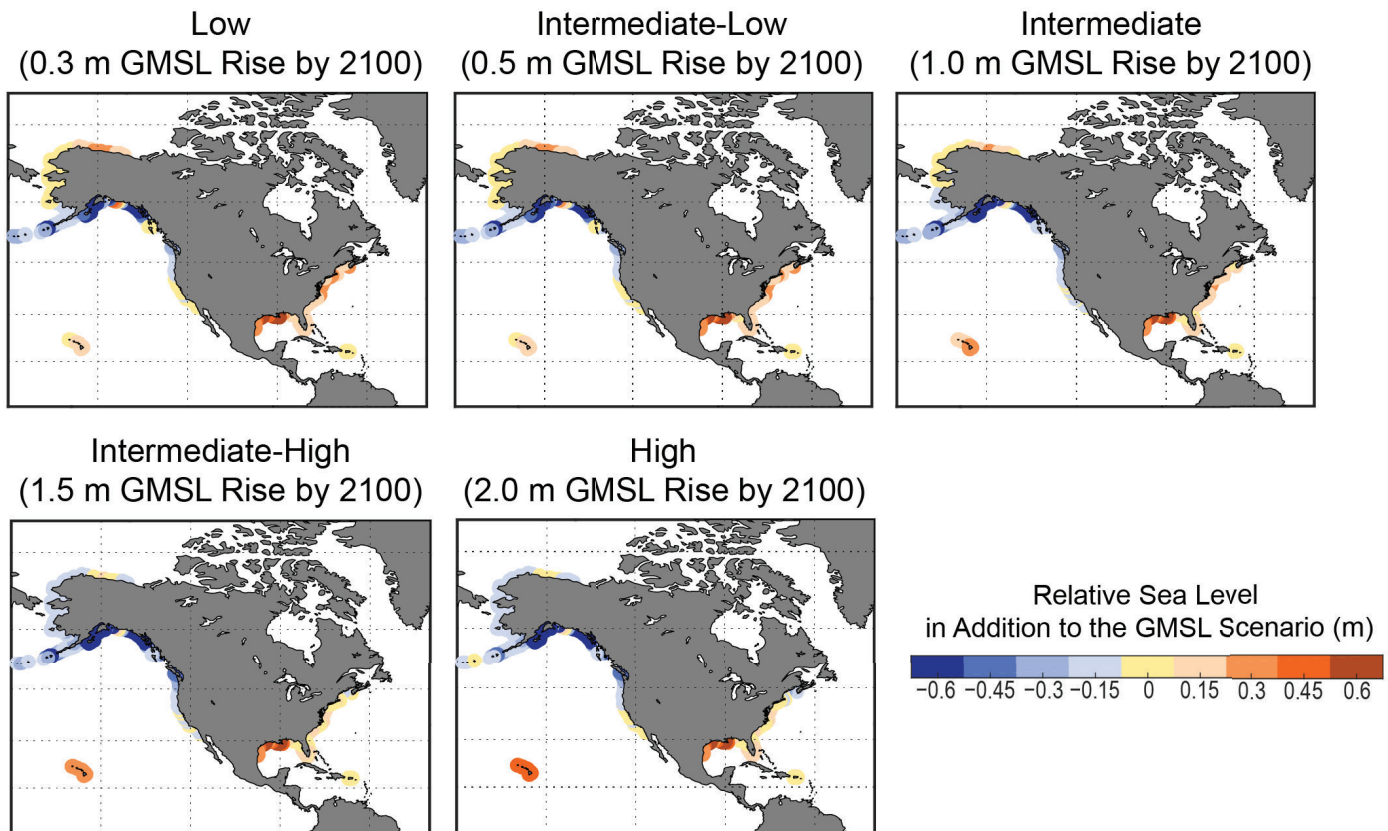 Low
(0.3 m GMSL Rise by 2100)
Intermediate-Low
(0.5 m GMSL Rise by 2100)
Intermediate
(1.0 m GMSL Rise by 2100)
Intermediate-High
(1.5 m GMSL Rise by 2100)
High
(2.0 m GMSL Rise by 2100)
Relative Sea Level
in Addition to the GMSL Scenario (m)
−0.6 −0.45 −0.3 −0.15 0 0.15 0.3 0.45 0.6